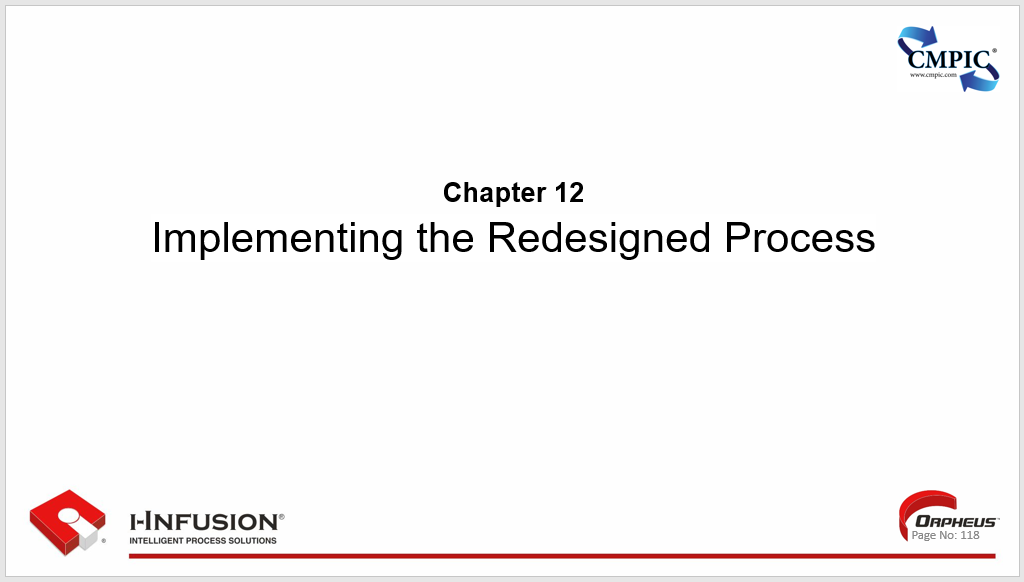 CMPIC®
www.cmpic.com
Chapter 12
Implementing the Redesigned Process
I-INFUSION®
INTELLIGENT PROCESS SOLUTIONS
ORPHEUS™
Page No: 118